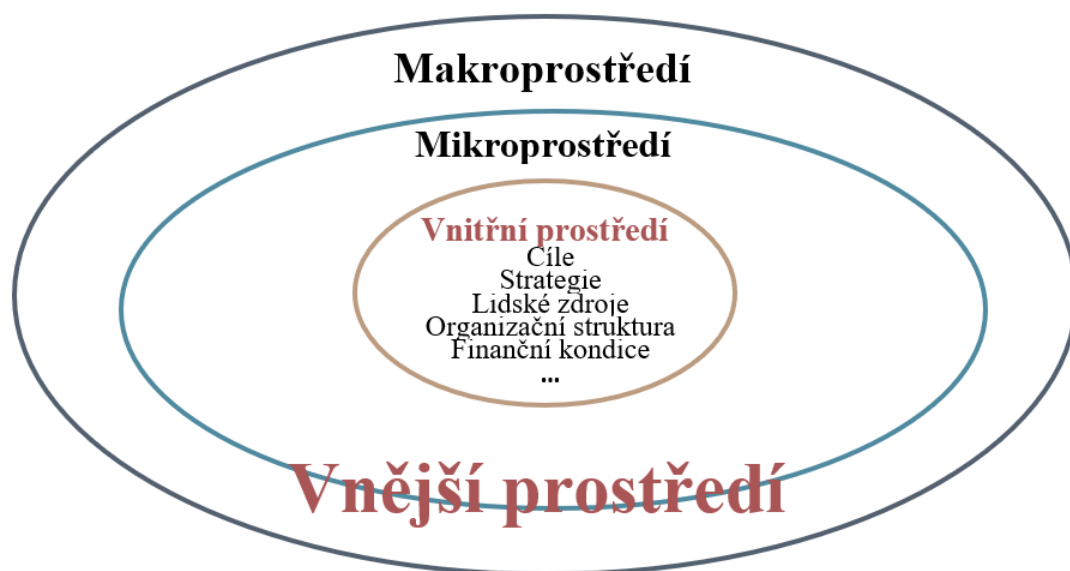 Makroprostředí
Mikroprostředí
Vnitřní prostředí
Cíle
Strategie
Lidské zdroje
Organizační struktura
Finanční kondice
...
Vnější prostředí